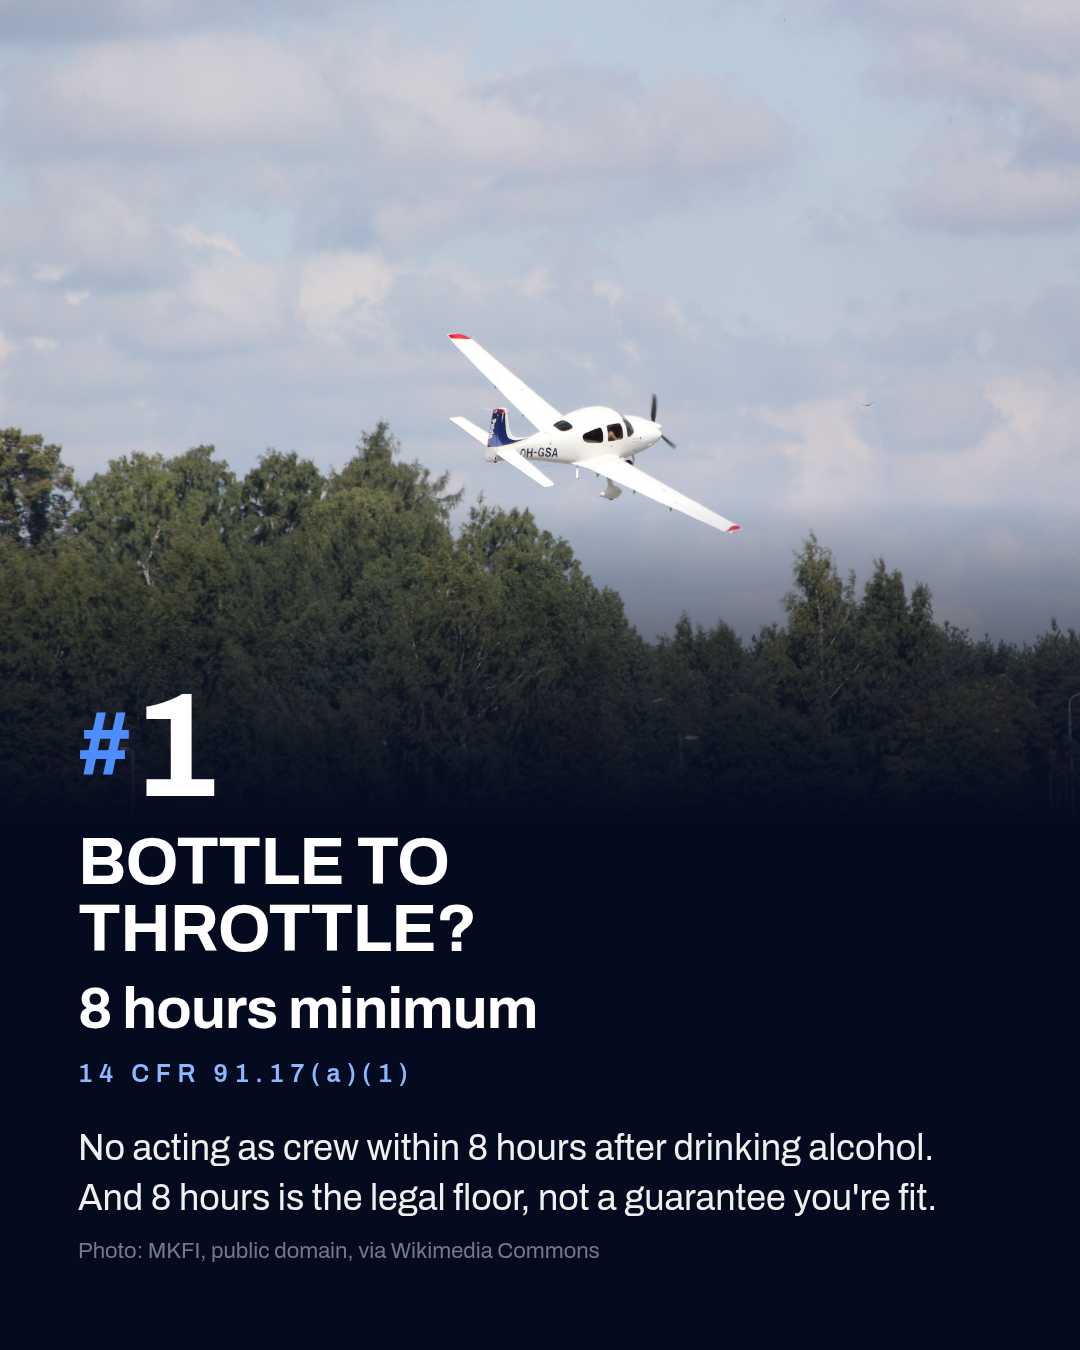 OH-GSA
#1
BOTTLE TO
THROTTLE?
8 hours minimum
14 CFR 91.17(a)(1)
No acting as crew within 8 hours after drinking alcohol.
And 8 hours is the legal floor, not a guarantee you're fit.
Photo: MKFI, public domain, via Wikimedia Commons